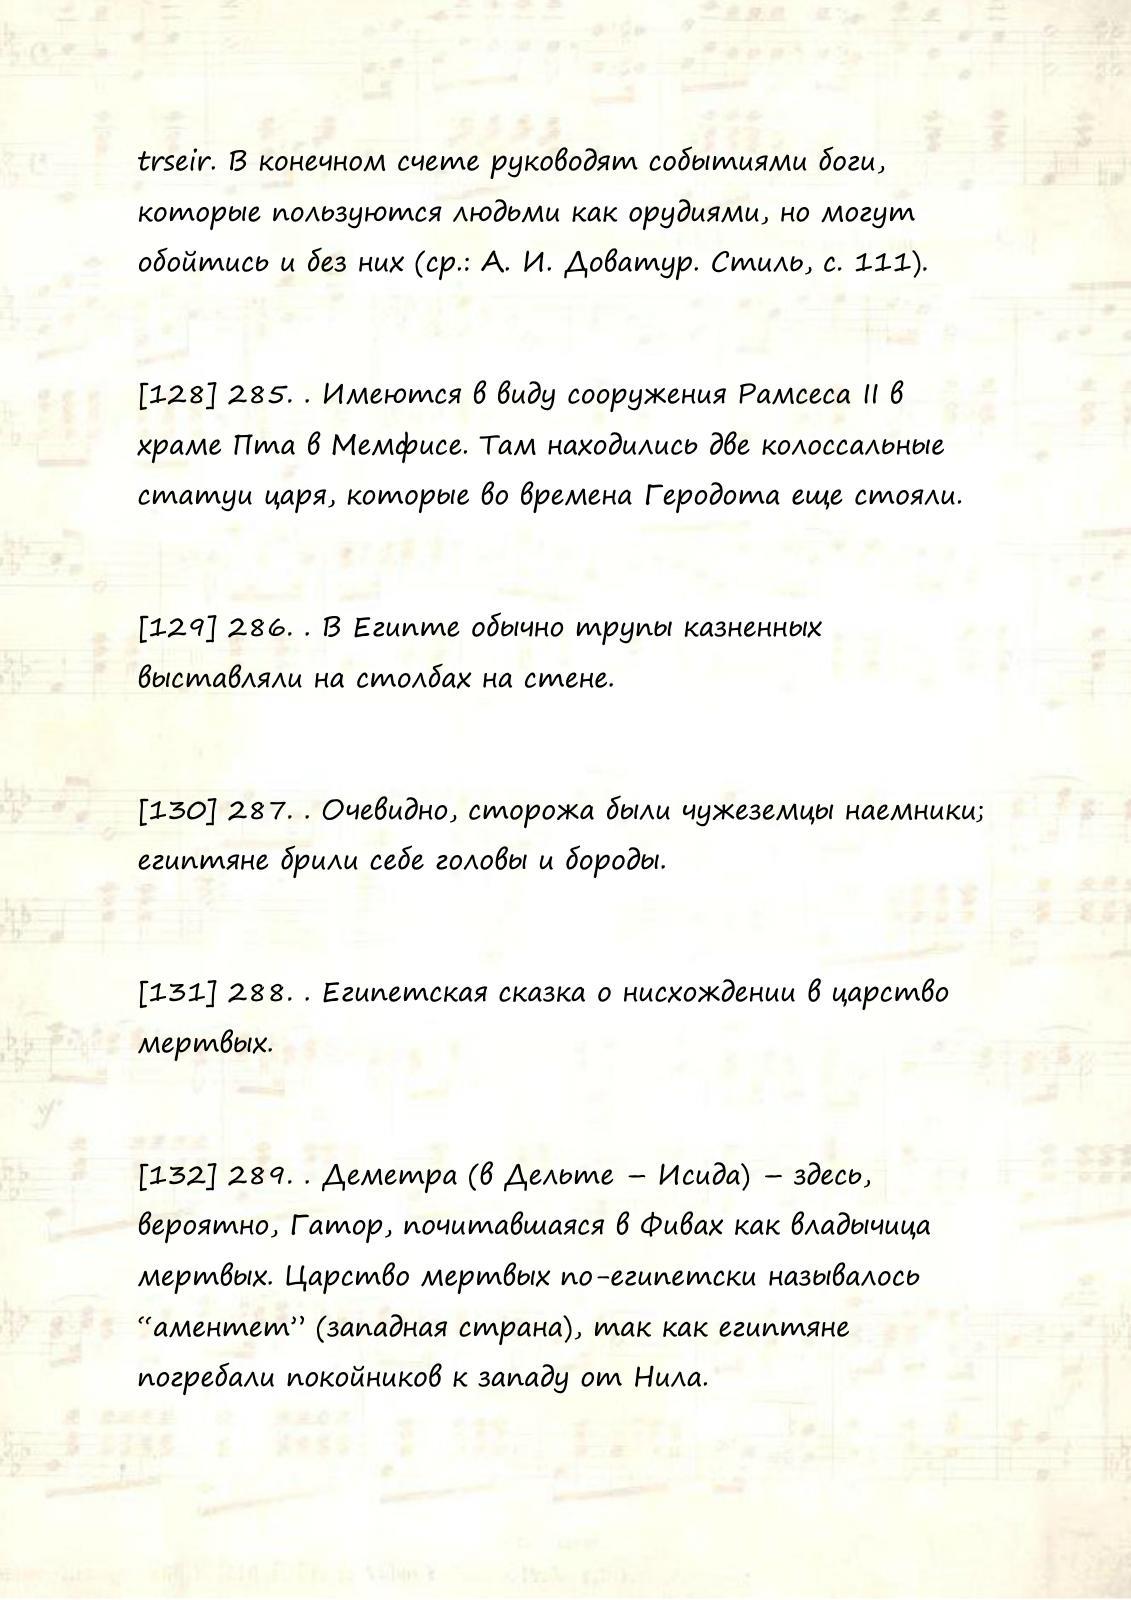 trseir. В конечном счете руководят событиями боги,
которые пользуются людьми как орудиями, но могут
обойтись и без них (ср.: А. И. Доватур. Стиль, с. 111).
[128] 285. . Имеются в виду сооружения Рамсеса II в
храме Пта в Мемфисе. Там находились две колоссальные
статуи царя, которые во времена Геродота еще стояли.
[129] 286. . В Египте обычно трупы казненных
выставляли на столбах на стене.
[130] 287. . Очевидно, сторожа были чужеземцы наемники;
египтяне брили себе головы и бороды.
[131] 288. . Египетская сказка о нисхождении в царство
мертвых.
[132] 289. . Деметра (в Дельте – Исида) – здесь,
вероятно, Гатор, почитавшаяся в Фивах как владычица
мертвых. Царство мертвых по-египетски называлось
“аментет” (западная страна), так как египтяне
погребали покойников к западу от Нила.